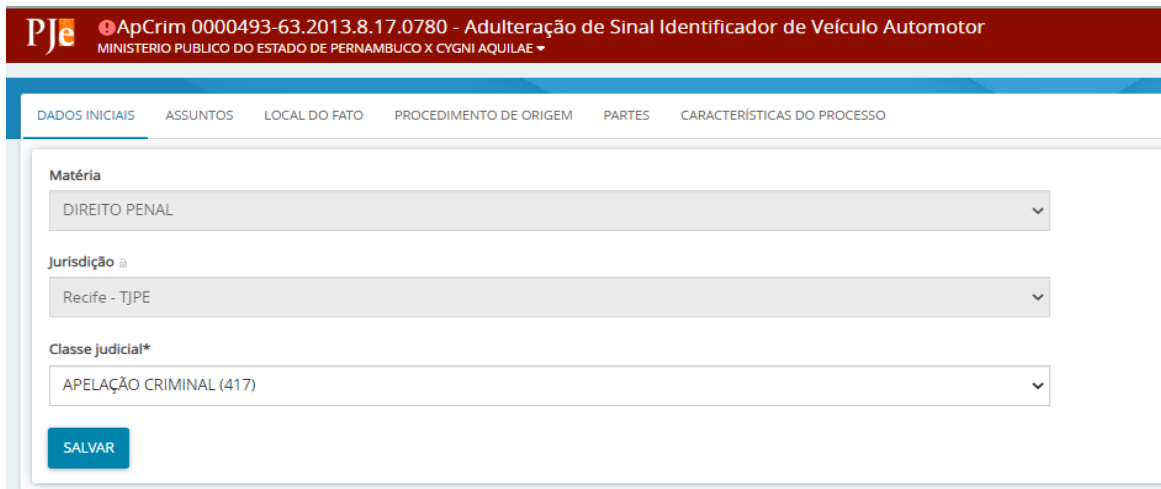 PJe
ApCrim 0000493-63.2013.8.17.0780 - Adulteração de Sinal Identificador de Veículo Automotor
MINISTERIO PUBLICO DO ESTADO DE PERNAMBUCO X CYGNI AQUILAE
DADOS INICIAIS ASSUNTOS LOCAL DO FATO PROCEDIMENTO DE ORIGEM PARTES CARACTERÍSTICAS DO PROCESSO
Matéria
DIREITO PENAL
Jurisdição
Recife - TJPE
Classe judicial*
APELAÇÃO CRIMINAL (417)
SALVAR